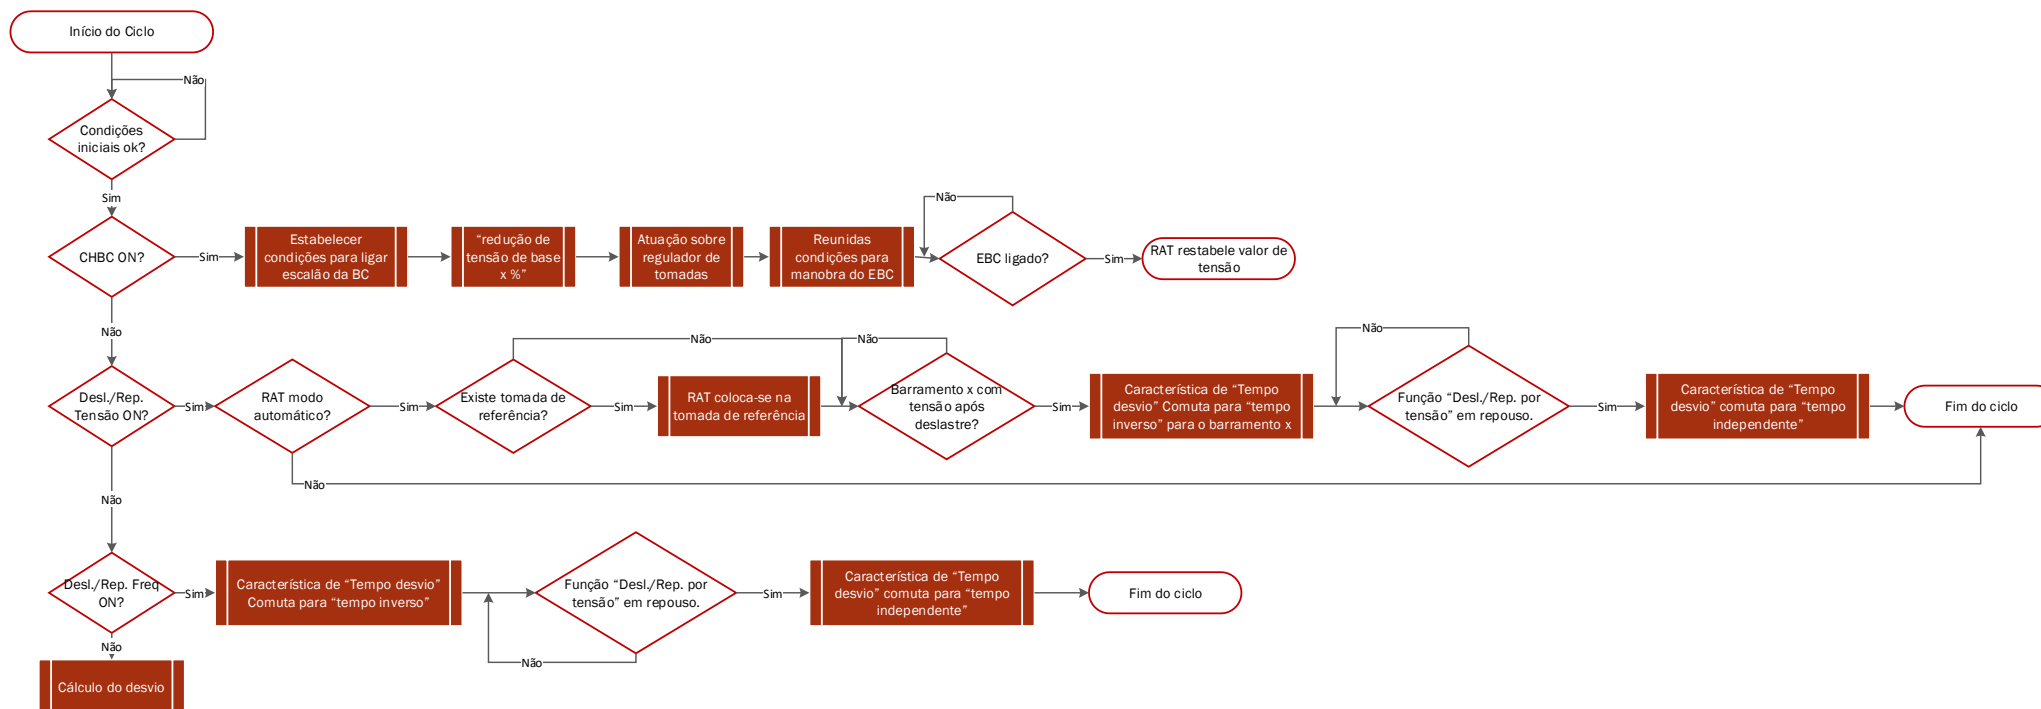 Início do Ciclo
Não
Condições
iniciais ok?
Sim
CHBC ON?
Sim
Estabelecer
condições para ligar
escalão da BC
“redução de
tensão de base
x %”
Atuação sobre
regulador de
tomadas
Reunidas
condições para
manobra do EBC
Não
EBC ligado?
Sim
RAT restabele valor de
tensão
Não
Desl./Rep.
Tensão ON?
Sim
RAT modo
automático?
Sim
Existe tomada de
referência?
Não
Sim
RAT coloca-se na
tomada de referência
Não
Barramento x com
tensão após
deslastre?
Sim
Característica de “Tempo
desvio” Comuta para “tempo
inverso” para o barramento x
Não
Função “Desl./Rep. por
tensão” em repouso.
Sim
Característica de “Tempo
desvio” comuta para “tempo
independente”
Fim do ciclo
Não
Não
Desl./Rep. Freq
ON?
Sim
Característica de “Tempo desvio”
Comuta para “tempo inverso”
Função “Desl./Rep. por
tensão” em repouso.
Não
Sim
Característica de “Tempo
desvio” comuta para “tempo
independente”
Fim do ciclo
Não
Cálculo do desvio